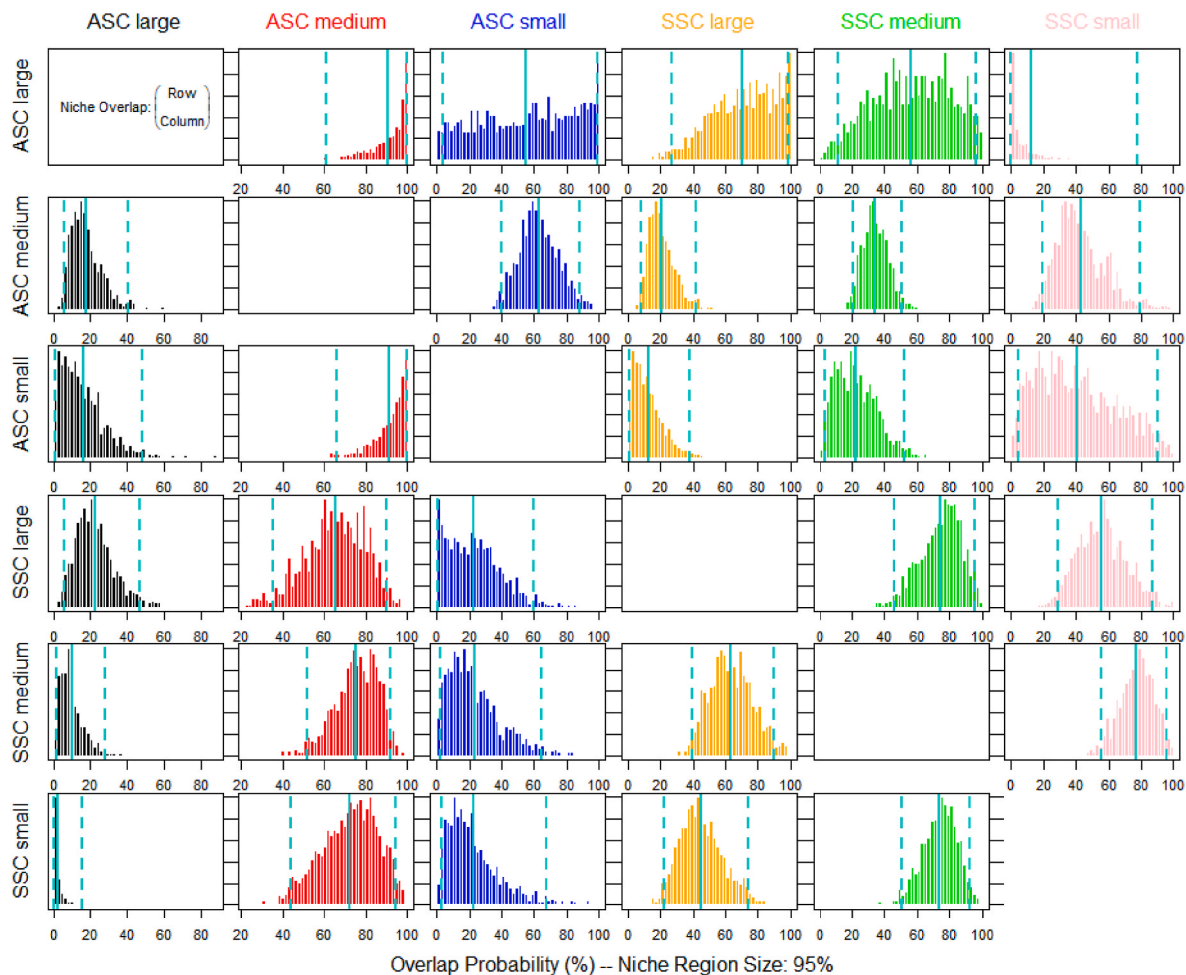 ASC large ASC medium ASC small SSC large SSC medium SSC small
ASC large
Niche Overlap: ( Row Column )
20 40 60 80 100 0 20 40 60 80 100 0 20 40 60 80 100 0 20 40 60 80 100 0 20 40 60 80 100
ASC medium
0 20 40 60 80 0 20 40 60 80 100 0 20 40 60 80 100 0 20 40 60 80 100 0 20 40 60 80 100
ASC small
0 20 40 60 80 20 40 60 80 100 0 20 40 60 80 100 0 20 40 60 80 100 0 20 40 60 80 100
SSC large
0 20 40 60 80 20 40 60 80 100 0 20 40 60 80 100 0 20 40 60 80 100 0 20 40 60 80 100
SSC medium
0 20 40 60 80 20 40 60 80 100 0 20 40 60 80 100 0 20 40 60 80 100 0 20 40 60 80 100
SSC small
0 20 40 60 80 20 40 60 80 100 0 20 40 60 80 100 0 20 40 60 80 100 0 20 40 60 80 100
Overlap Probability (%) -- Niche Region Size: 95%